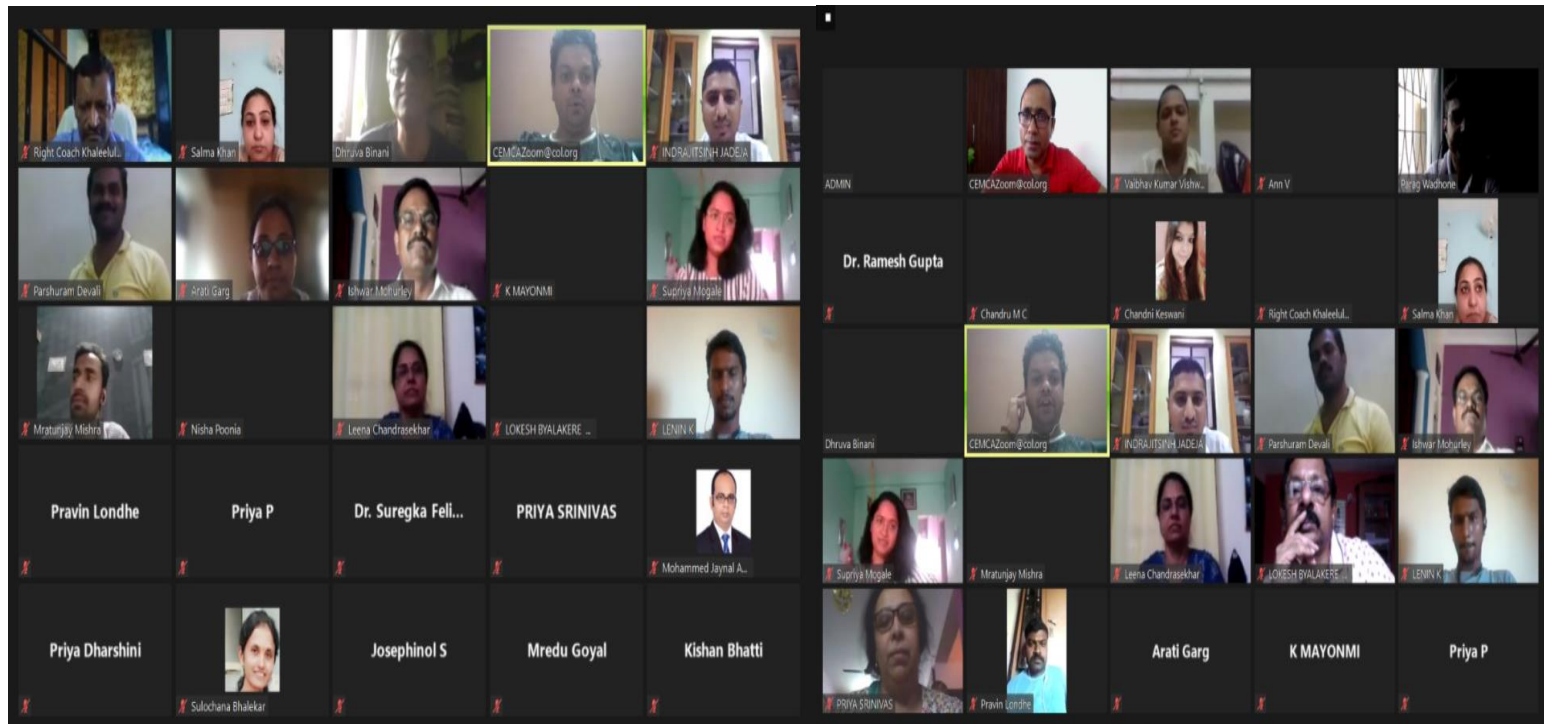 Right Coach Khaleelul...
Salma Khan
Dhruva Binani
CEMCAZoom@col.org
INDRAJITSINH JADEJA
Parshuram Devali
Arati Garg
Ishwar Mohurley
K MAYONMI
Supriya Mogale
Mratunjay Mishra
Nisha Poonia
Leena Chandrasekhar
LOKESH BYALAKERE ...
LENIN K
Pravin Londhe
Priya P
Dr. Suregka Feli...
PRIYA SRINIVAS
Mohammed Jaynal A...
Priya Dharshini
Sulochana Bhalekar
Josephinol S
Mredu Goyal
Kishan Bhatti
ADMIN
CEMCAZoom@col.org
Vaibhav Kumar Vishw...
Ann V
Parag Wadhone
Dr. Ramesh Gupta
Chandru M C
Chandni Keswani
Right Coach Khaleelul...
Salma Khan
Dhruva Binani
CEMCAZoom@col.org
INDRAJITSINH JADEJA
Parshuram Devali
Ishwar Mohurley
Supriya Mogale
Mratunjay Mishra
Leena Chandrasekhar
LOKESH BYALAKERE ...
LENIN K
PRIYA SRINIVAS
Pravin Londhe
Arati Garg
K MAYONMI
Priya P